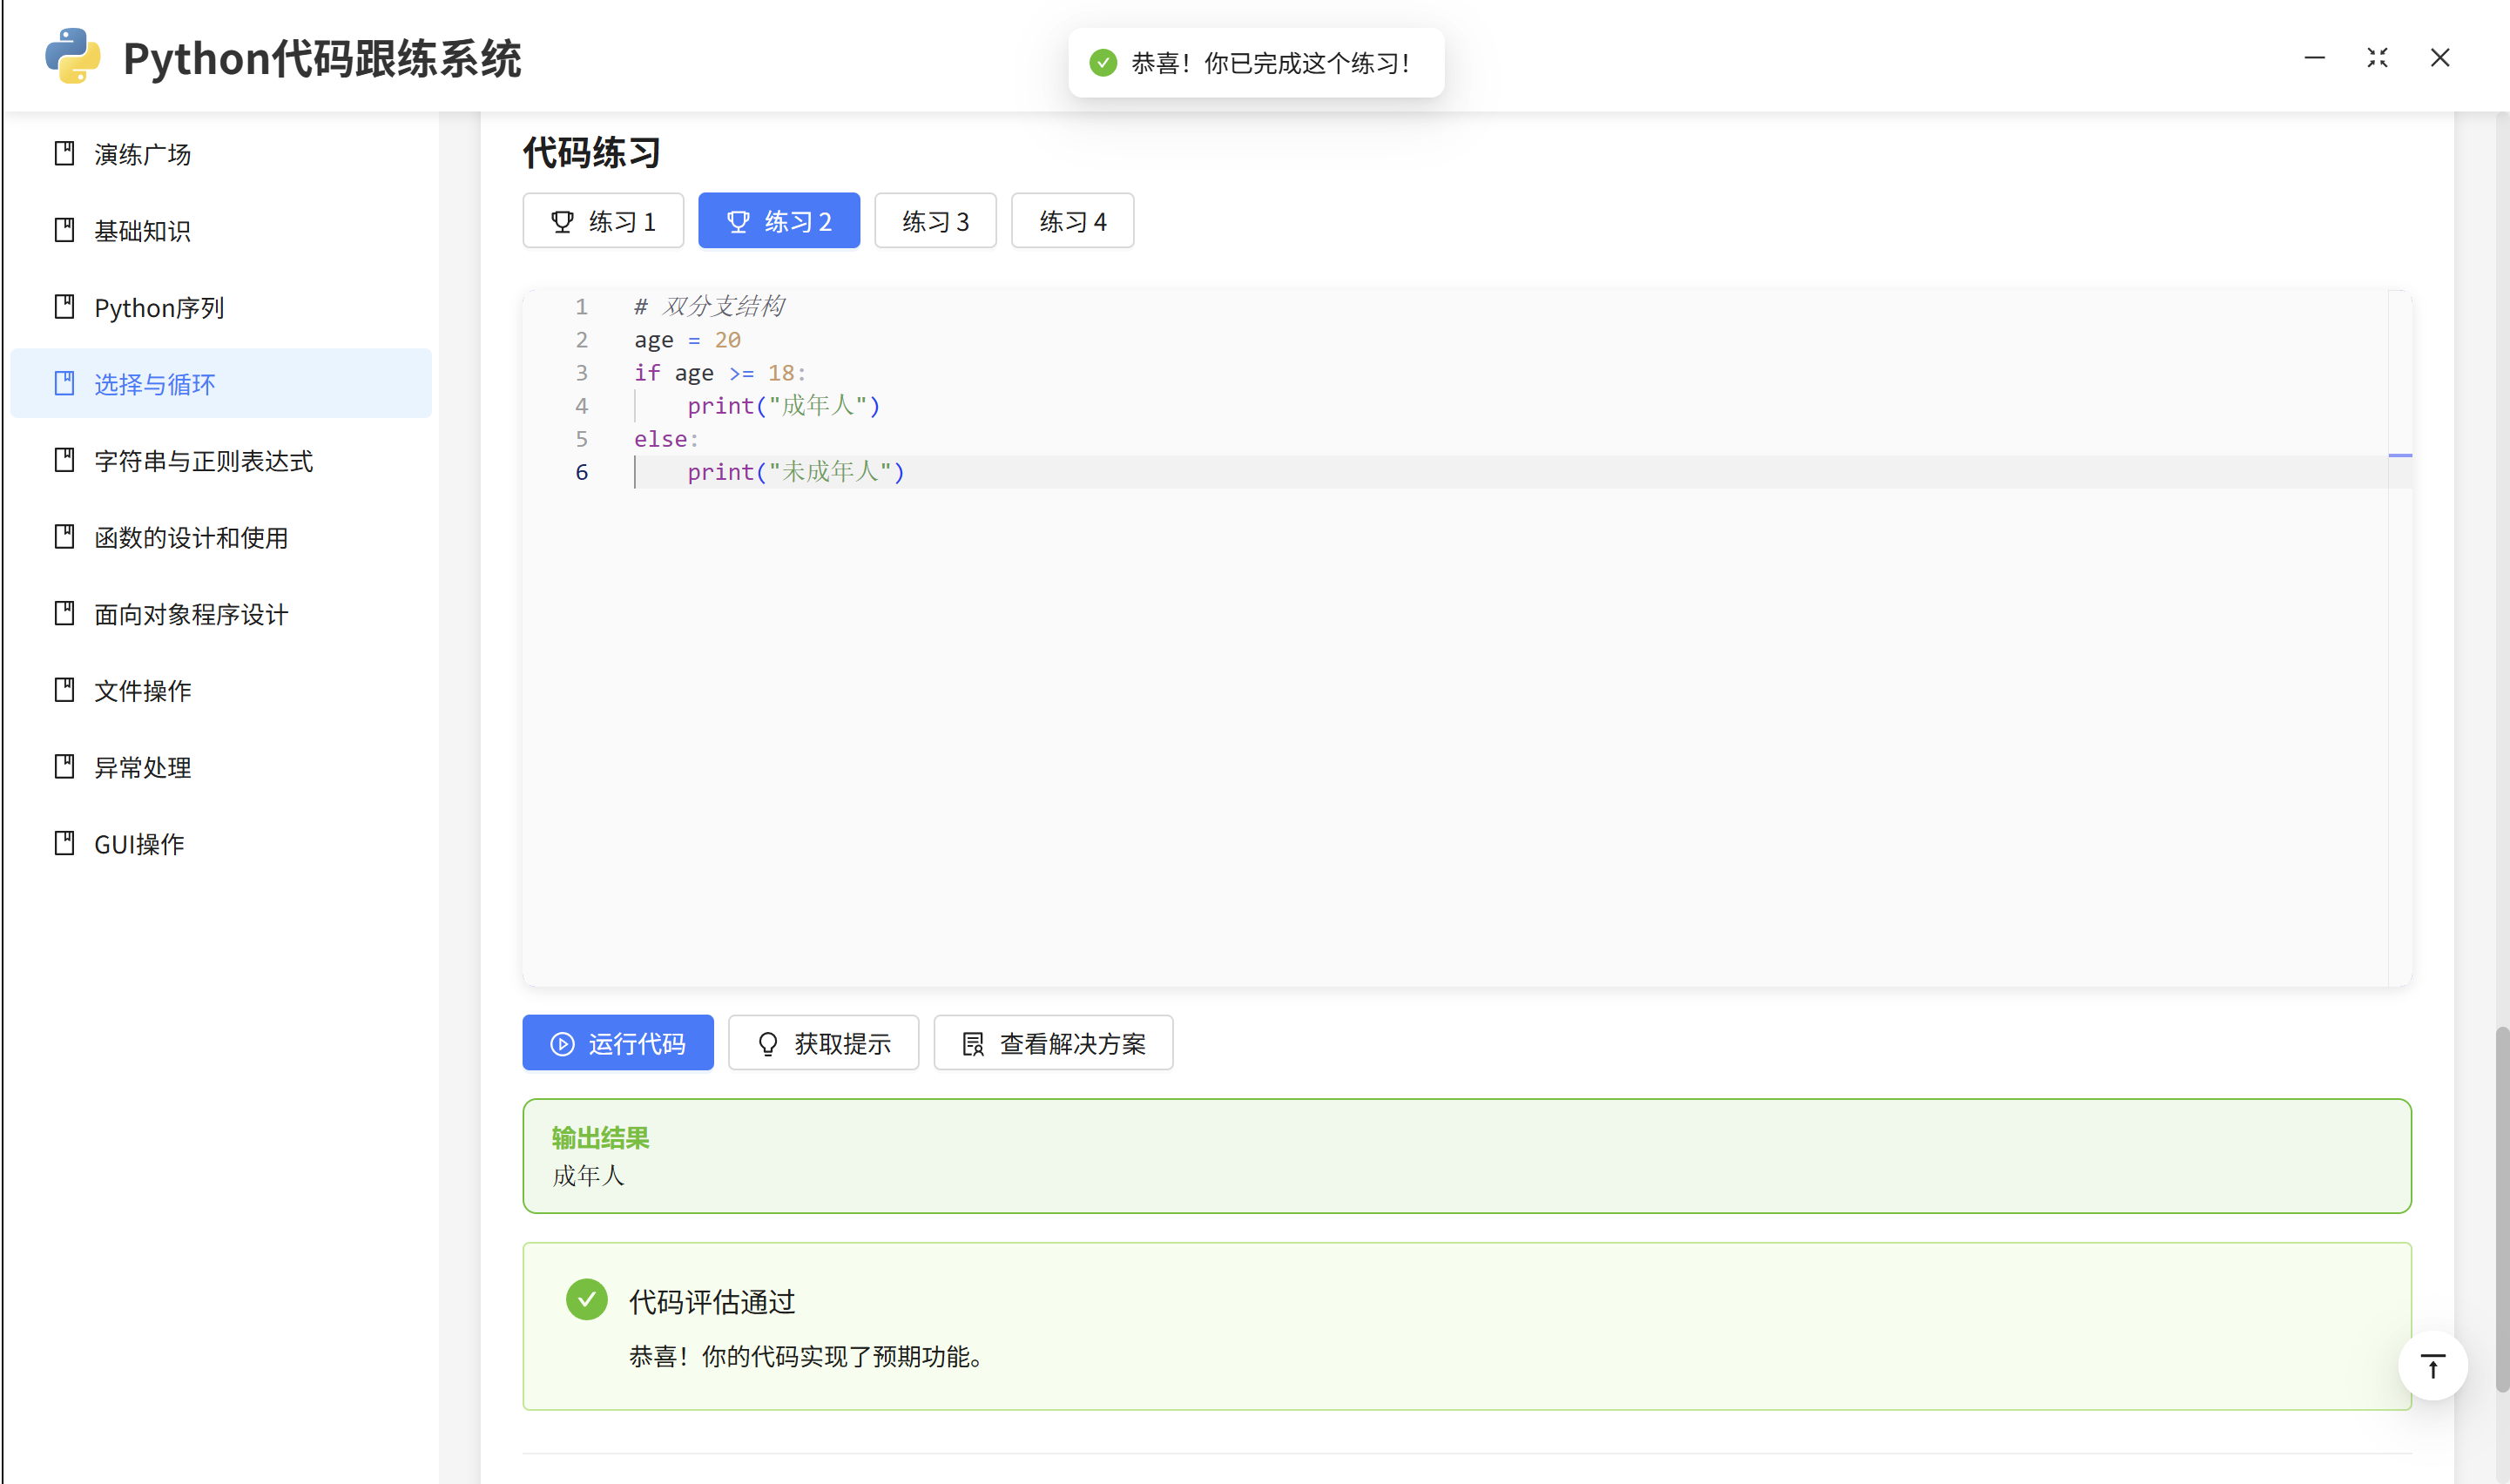 Python代码跟练系统
恭喜！你已完成这个练习！
演练广场
基础知识
Python序列
选择与循环
字符串与正则表达式
函数的设计和使用
面向对象程序设计
文件操作
异常处理
GUI操作
代码练习
练习 1
练习 2
练习 3
练习 4
1 # 双分支结构
2 age = 20
3 if age >= 18:
4     print("成年人")
5 else:
6     print("未成年人")
运行代码
获取提示
查看解决方案
输出结果
成年人
代码评估通过
恭喜！你的代码实现了预期功能。